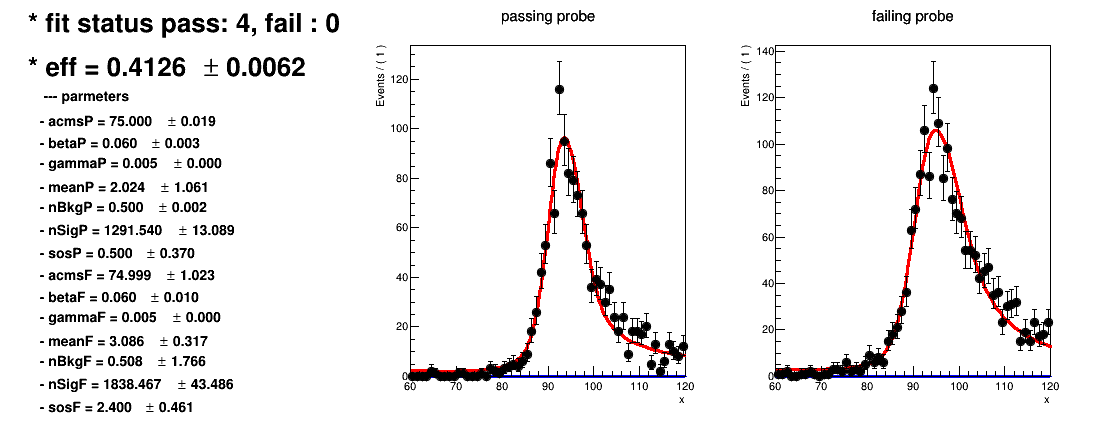 * fit status pass: 4, fail : 0
* eff = 0.4126 ± 0.0062
--- parmeters
- acmsP = 75.000 ± 0.019
- betaP = 0.060 ± 0.003
- gammaP = 0.005 ± 0.000
- meanP = 2.024 ± 1.061
- nBkgP = 0.500 ± 0.002
- nSigP = 1291.540 ± 13.089
- sosP = 0.500 ± 0.370
- acmsF = 74.999 ± 1.023
- betaF = 0.060 ± 0.010
- gammaF = 0.005 ± 0.000
- meanF = 3.086 ± 0.317
- nBkgF = 0.508 ± 1.766
- nSigF = 1838.467 ± 43.486
- sosF = 2.400 ± 0.461
passing probe
Events / ( 1 )
120
100
80
60
40
20
0
60 70 80 90 100 110 120
x
failing probe
Events / ( 1 )
140
120
100
80
60
40
20
0
60 70 80 90 100 110 120
x